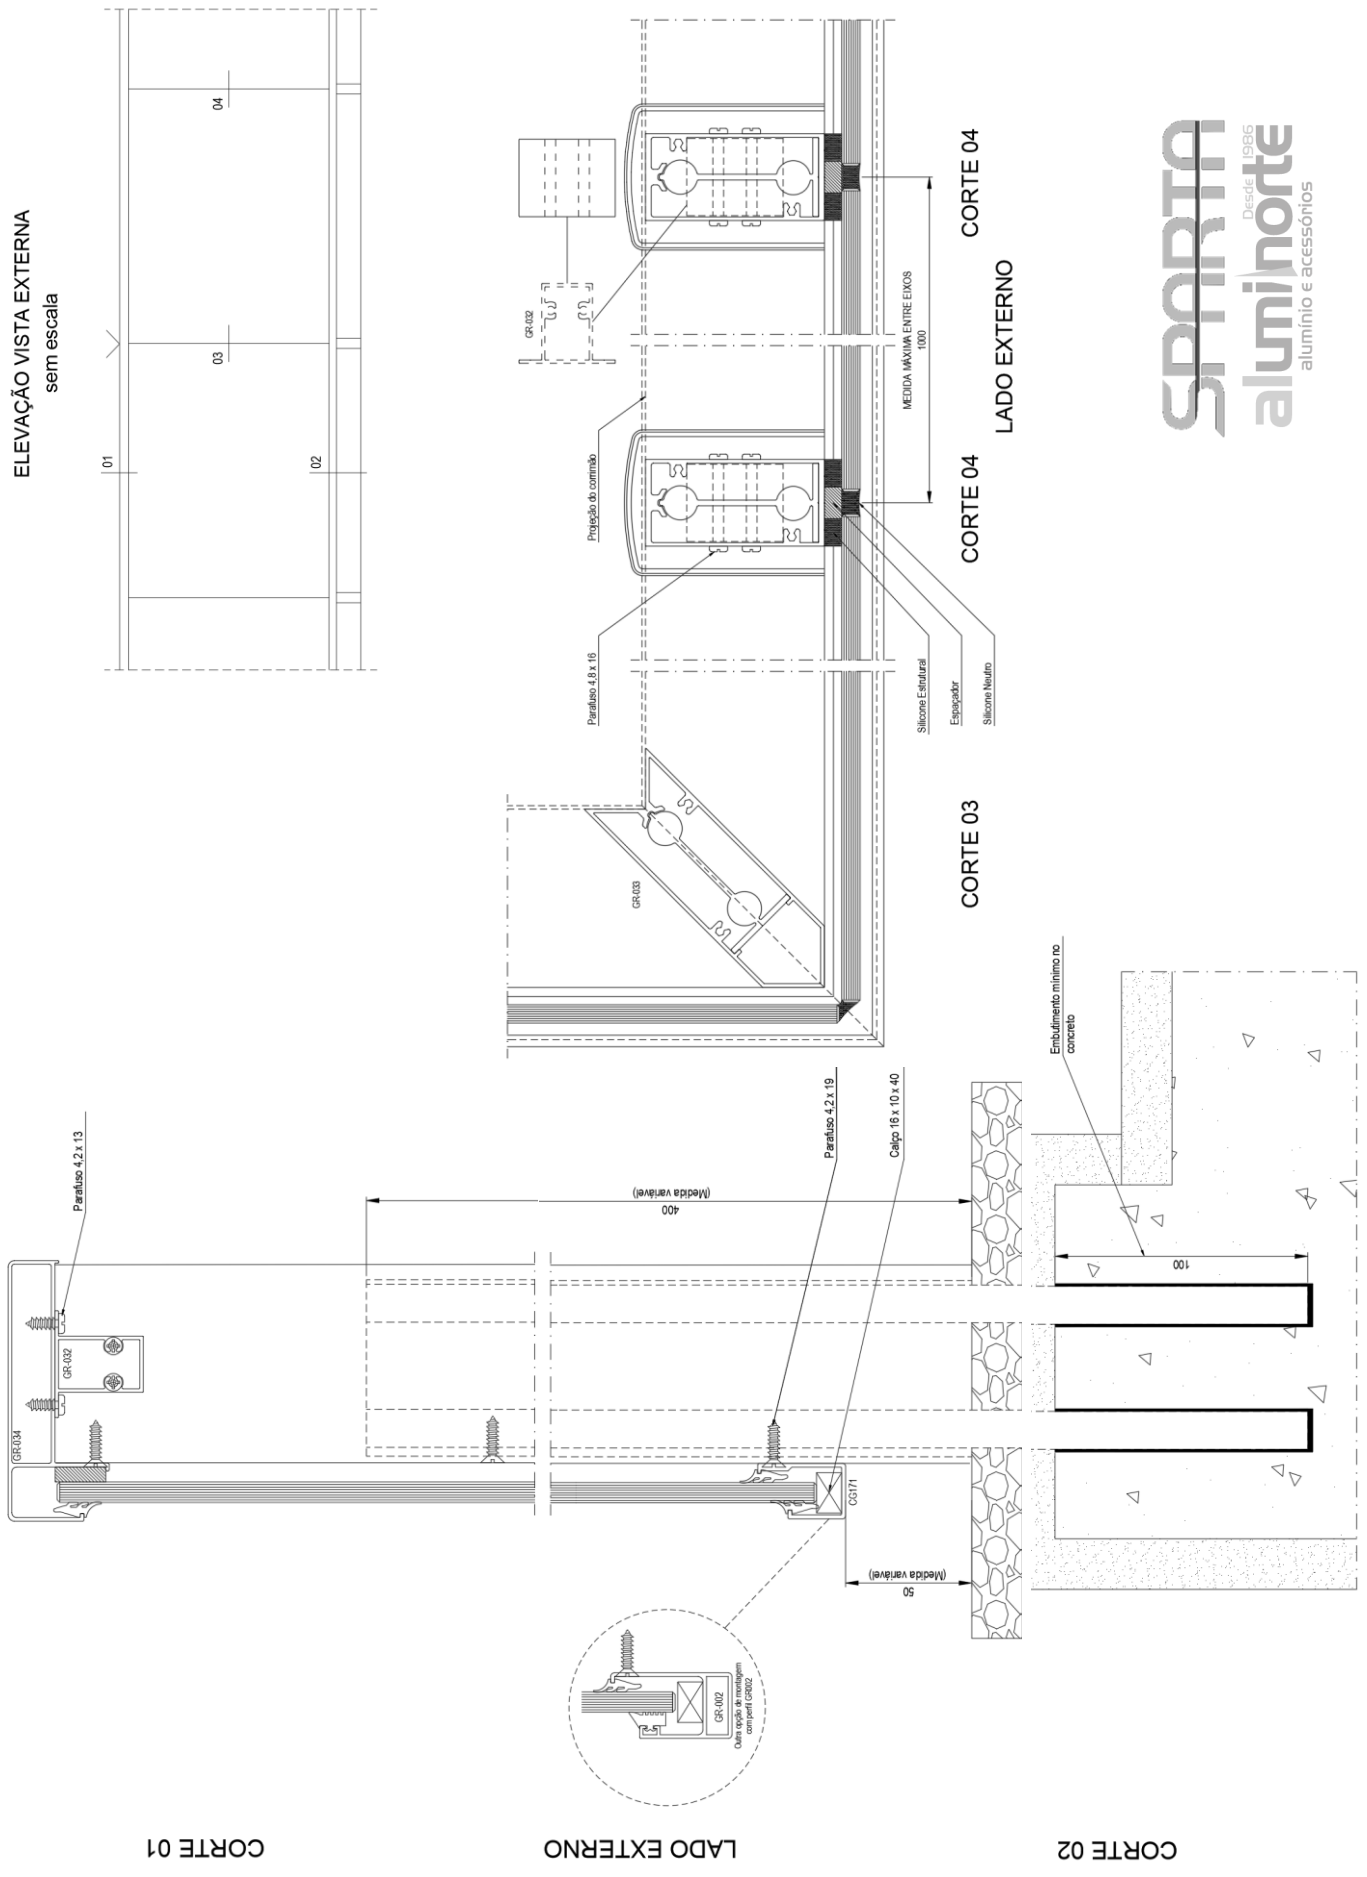 ELEVAÇÃO VISTA EXTERNA
sem escala
01
02
03
04
GR-032
Projeção do corrimão
Parafuso 4,8 x 16
MEDIDA MÁXIMA ENTRE EIXOS
1000
Silicone Estrutural
Espaçador
Silicone Neutro
GR-033
CORTE 03
CORTE 04
CORTE 04
LADO EXTERNO
SPARTA
aluminorte
Desde 1986
alumínio e acessórios
Parafuso 4,2 x 13
GR-034
GR-032
400
(Medida variável)
Parafuso 4,2 x 19
Calço 16 x 10 x 40
CG171
50
(Medida variável)
GR-002
Outra opção de montagem
com perfil GR002
Embutimento mínimo no
concreto
100
CORTE 01
LADO EXTERNO
CORTE 02